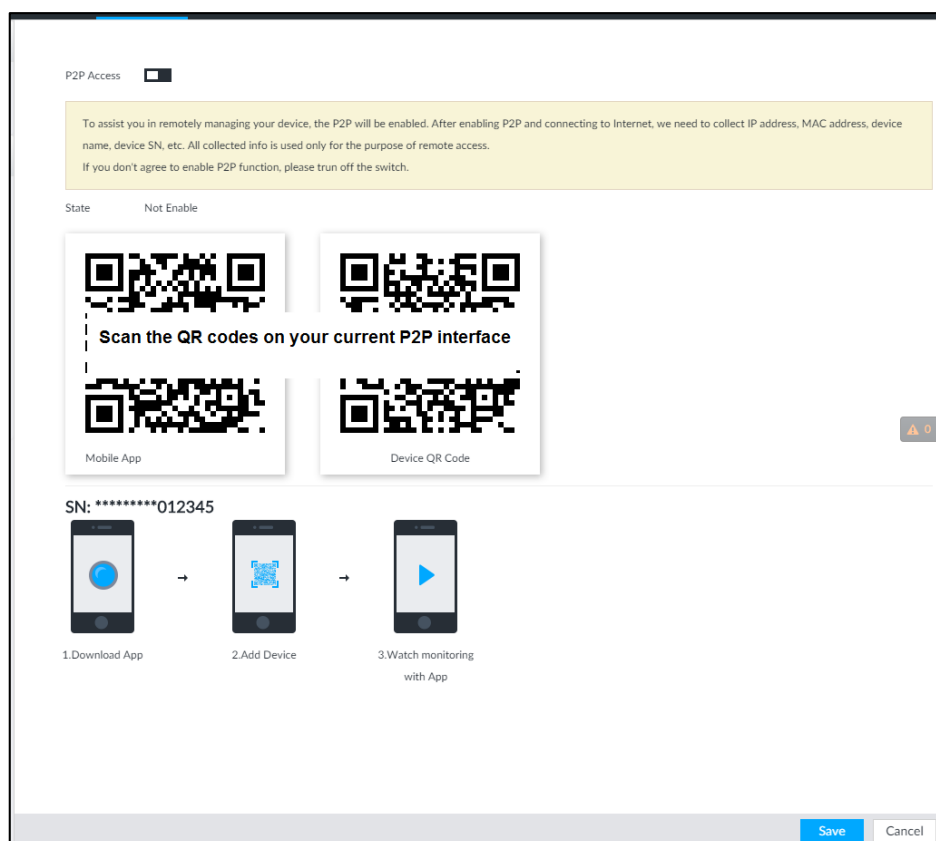 P2P Access
To assist you in remotely managing your device, the P2P will be enabled. After enabling P2P and connecting to Internet, we need to collect IP address, MAC address, device
name, device SN, etc. All collected info is used only for the purpose of remote access.
If you don't agree to enable P2P function, please trun off the switch.
State Not Enable
Scan the QR codes on your current P2P interface
Mobile App Device QR Code
0
SN: *********012345
1.Download App 2.Add Device 3.Watch monitoring
with App
Save Cancel